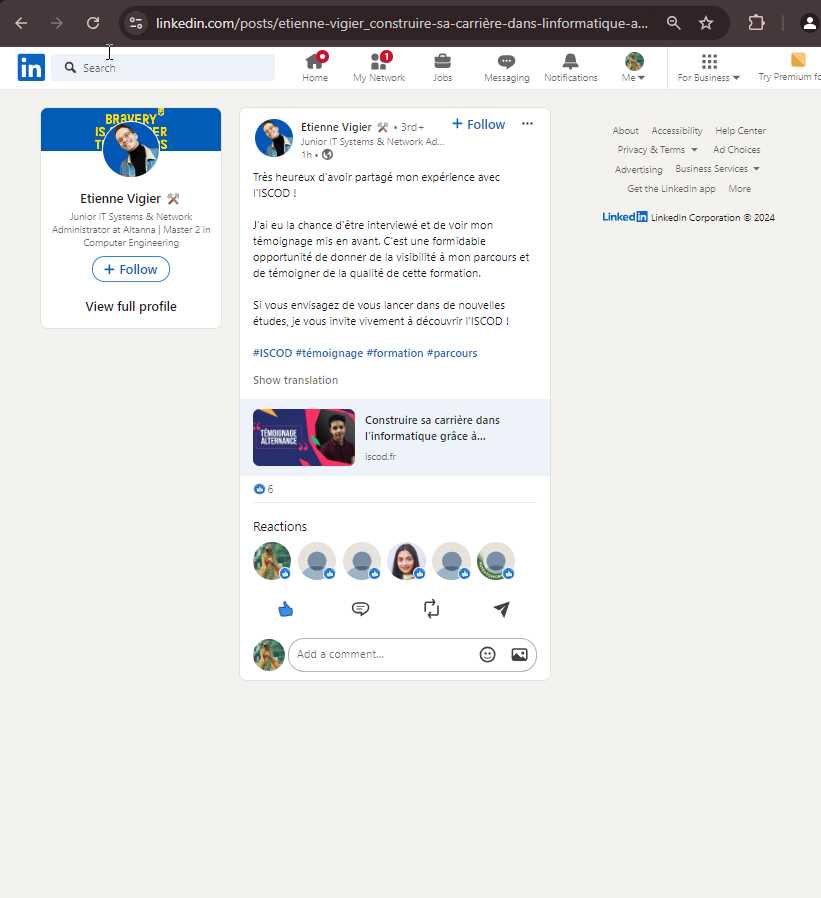 linkedin.com/posts/etienne-vigier_construire-sa-carrière-dans-linformatique-a...
in
Search
Home
1
My Network
Jobs
Messaging
Notifications
Me
For Business
Try Premium fo
BRAVERY
IS
Etienne Vigier
Junior IT Systems & Network
Administrator at Altanna | Master 2 in
Computer Engineering
+ Follow
View full profile
Etienne Vigier • 3rd+
+ Follow
Junior IT Systems & Network Ad...
1h •
Très heureux d'avoir partagé mon expérience avec
l'ISCOD !
J'ai eu la chance d'être interviewé et de voir mon
témoignage mis en avant. C'est une formidable
opportunité de donner de la visibilité à mon parcours et
de témoigner de la qualité de cette formation.
Si vous envisagez de vous lancer dans de nouvelles
études, je vous invite vivement à découvrir l'ISCOD !
#ISCOD #témoignage #formation #parcours
Show translation
TÉMOIGNAGE
ALTERNANCE
Construire sa carrière dans
l'informatique grâce à...
iscod.fr
6
Reactions
Add a comment...
About Accessibility Help Center
Privacy & Terms Ad Choices
Advertising Business Services
Get the LinkedIn app More
LinkedIn LinkedIn Corporation © 2024